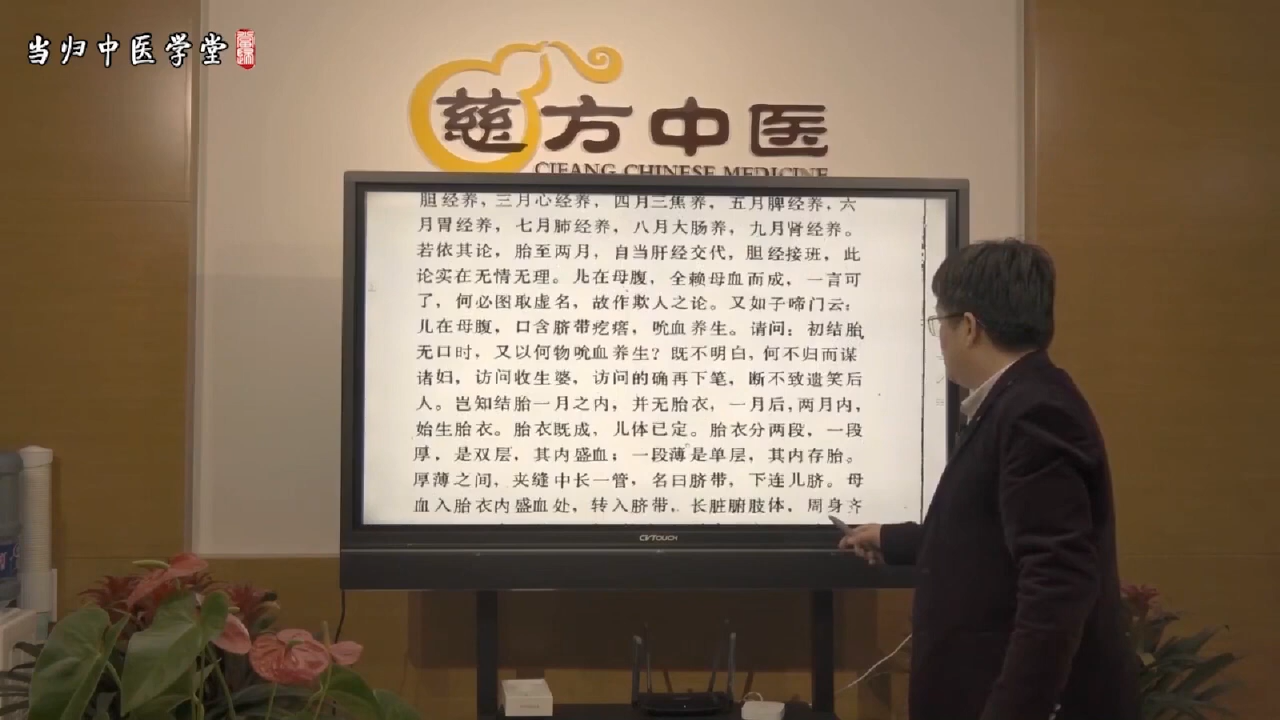 当归中医学堂
慈方中医
CIFANG CHINESE MEDICINE
胆经养，三月心经养，四月三焦养，五月脾经养，六
月胃经养，七月肺经养，八月大肠养，九月肾经养。
若依其论，胎至两月，自当肝经交代，胆经接班，此
论实在无情无理。儿在母腹，全赖母血而成，一言可
了，何必图取虚名，故作欺人之论。又如子啼门云：
儿在母腹，口含脐带疙瘩，吮血养生。请问：初结胎
无口时，又以何物吮血养生？既不明白，何不归而谋
诸妇，访问收生婆，访问的确再下笔，断不致遗笑后
人。岂知结胎一月之内，并无胎衣，一月后，两月内，
始生胎衣。胎衣既成，儿体已定。胎衣分两段，一段
厚，是双层，其内盛血；一段薄是单层，其内存胎。
厚薄之间，夹缝中长一管，名曰脐带，下连儿脐。母
血入胎衣内盛血处，转入脐带，长脏腑肢体，周身齐
CVTOUCH